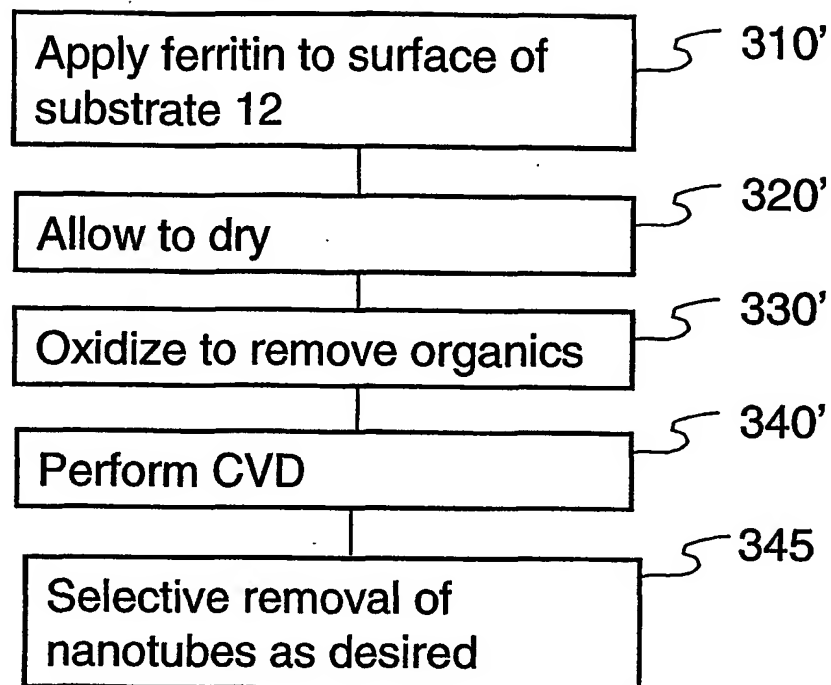 Apply ferritin to surface of
substrate 12
310'
Allow to dry
320'
Oxidize to remove organics
330'
Perform CVD
340'
Selective removal of
nanotubes as desired
345